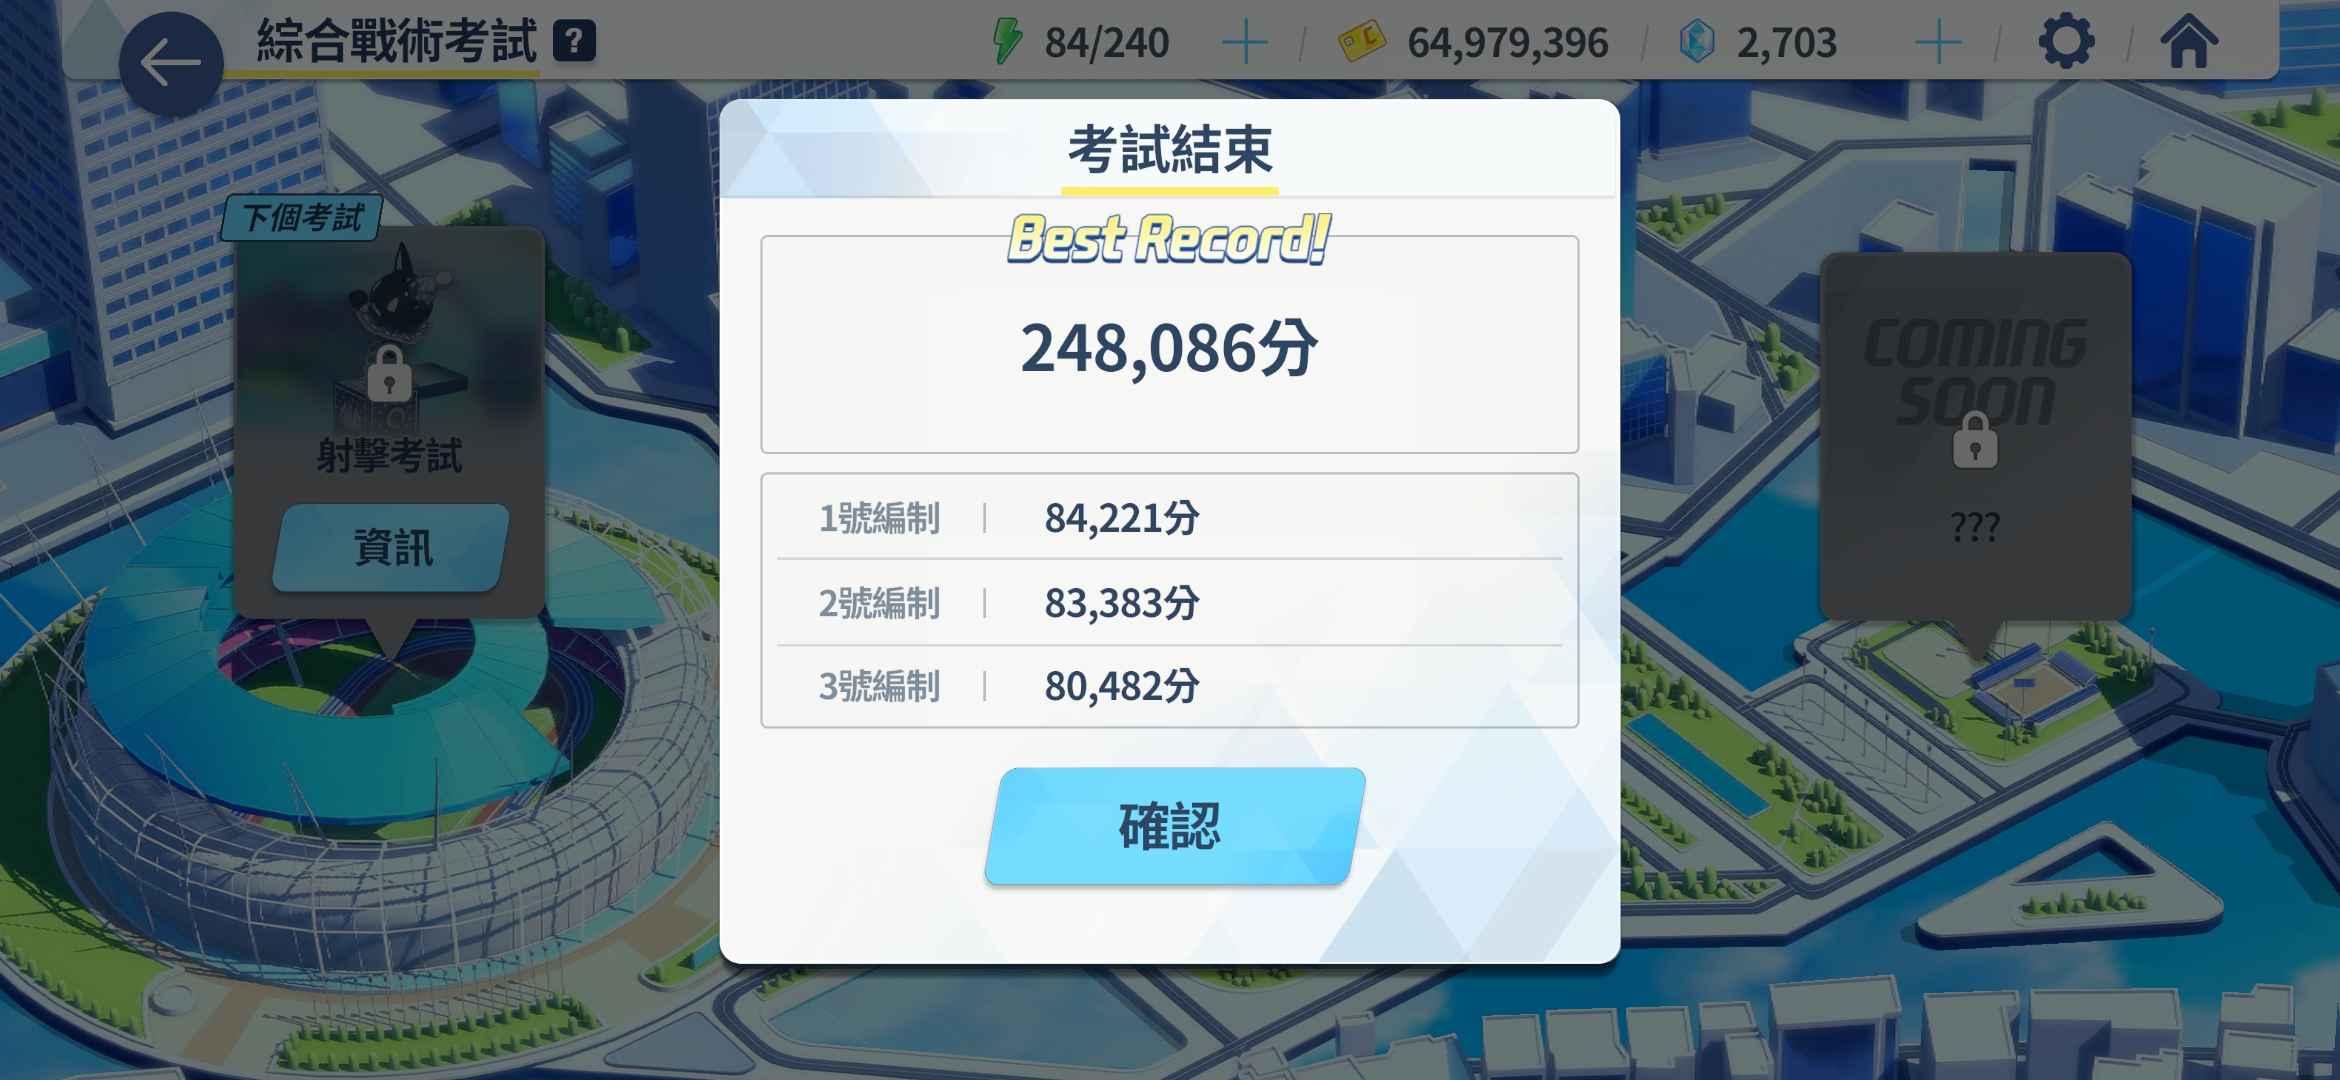 綜合戰術考試 ?
84/240
64,979,396
2,703
下個考試
射擊考試
資訊
考試結束
Best Record!
248,086分
1號編制 | 84,221分
2號編制 | 83,383分
3號編制 | 80,482分
確認
COMING
SOON
???